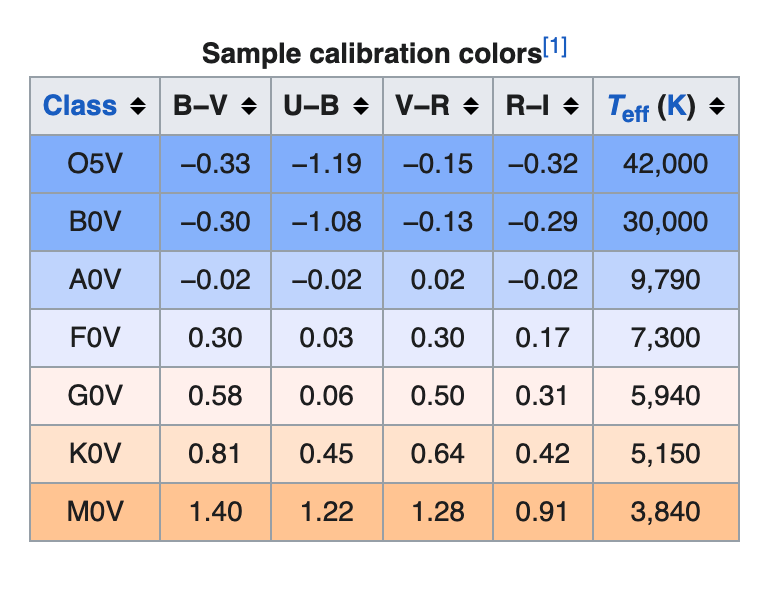 Sample calibration colors[1]
Class B–V U–B V–R R–I Teff (K)
O5V −0.33 −1.19 −0.15 −0.32 42,000
B0V −0.30 −1.08 −0.13 −0.29 30,000
A0V −0.02 −0.02 0.02 −0.02 9,790
F0V 0.30 0.03 0.30 0.17 7,300
G0V 0.58 0.06 0.50 0.31 5,940
K0V 0.81 0.45 0.64 0.42 5,150
M0V 1.40 1.22 1.28 0.91 3,840